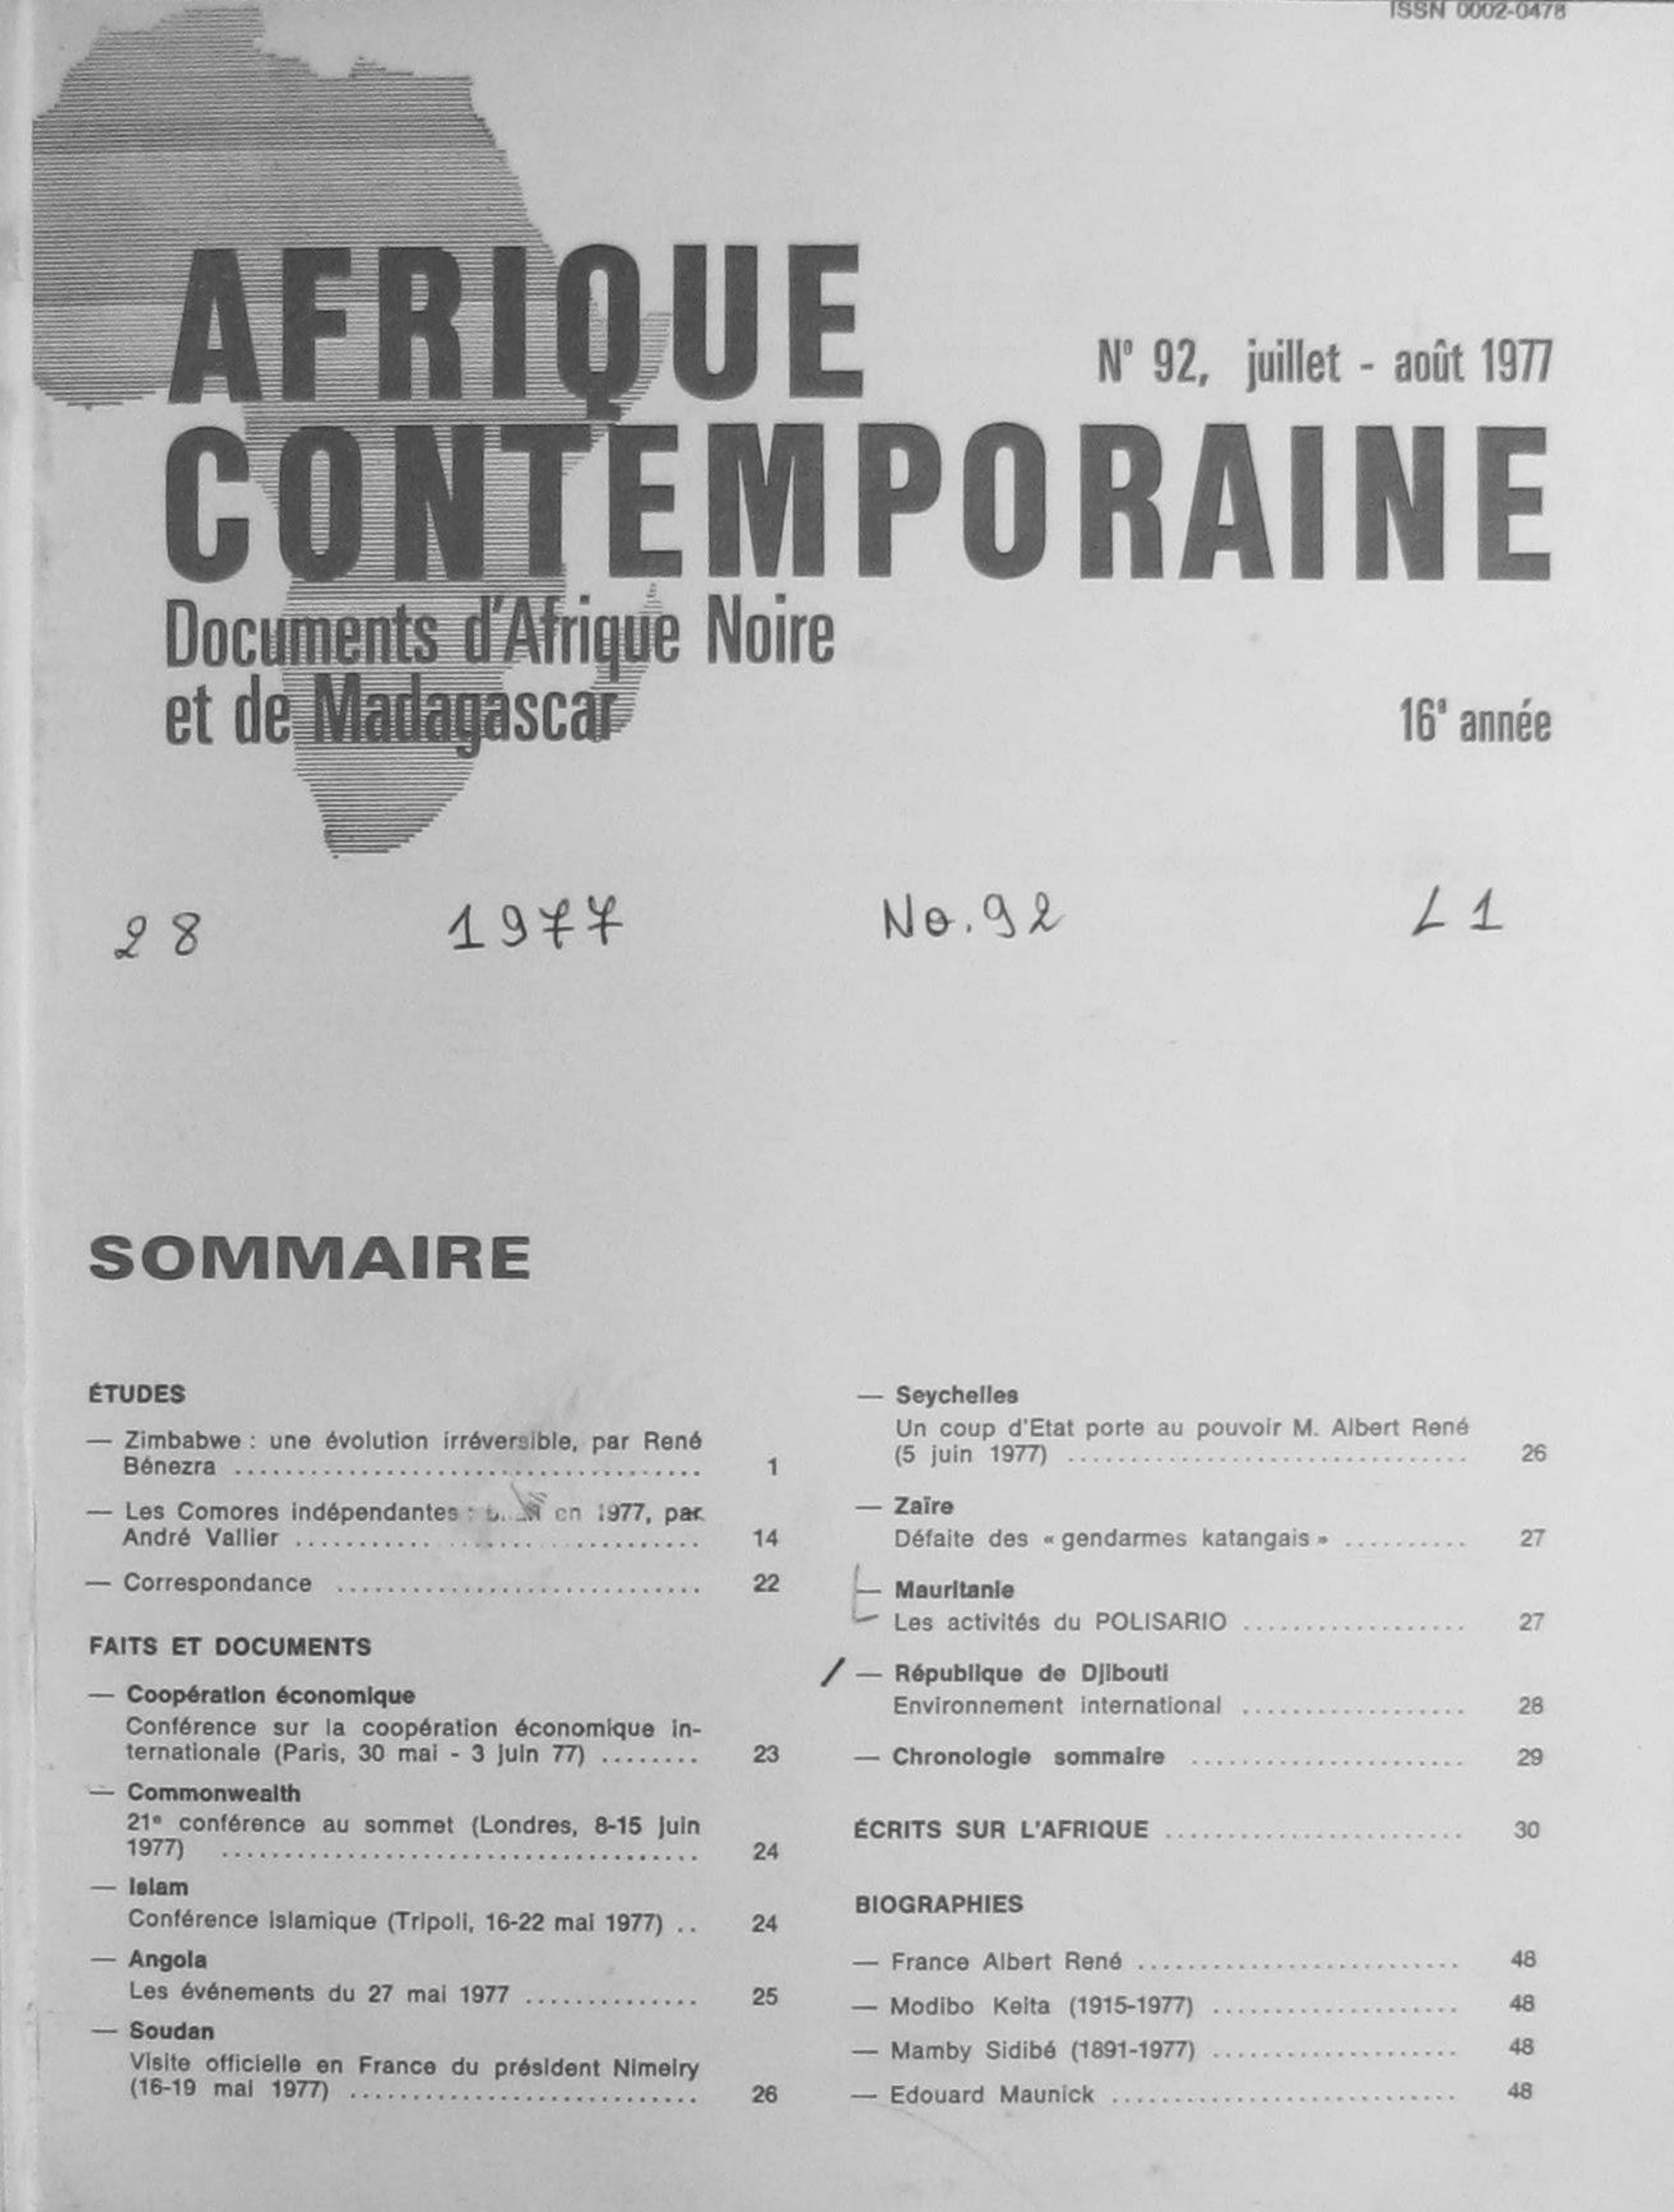 ISSN 0002-0478
AFRIQUE
N° 92, juillet - août 1977
CONTEMPORAINE
Documents d'Afrique Noire
et de Madagascar
16e année
28 1977 No.92 L1
SOMMAIRE
ÉTUDES
— Zimbabwe : une évolution irréversible, par René
Bénezra ..................................... 1
— Les Comores indépendantes : en 1977, par
André Vallier ................................. 14
— Correspondance ............................. 22
FAITS ET DOCUMENTS
— Coopération économique
Conférence sur la coopération économique in-
ternationale (Paris, 30 mai - 3 juin 77) ........ 23
— Commonwealth
21e conférence au sommet (Londres, 8-15 juin
1977) ...................................... 24
— Islam
Conférence islamique (Tripoli, 16-22 mai 1977) .. 24
— Angola
Les événements du 27 mai 1977 .............. 25
— Soudan
Visite officielle en France du président Nimeiry
(16-19 mai 1977) ............................ 26
— Seychelles
Un coup d'Etat porte au pouvoir M. Albert René
(5 juin 1977) ................................ 26
— Zaïre
Défaite des « gendarmes katangais » .......... 27
— Mauritanie
Les activités du POLISARIO .................. 27
— République de Djibouti
Environnement international .................. 28
— Chronologie sommaire ...................... 29
ÉCRITS SUR L'AFRIQUE ........................ 30
BIOGRAPHIES
— France Albert René .......................... 48
— Modibo Keita (1915-1977) .................... 48
— Mamby Sidibé (1891-1977) .................... 48
— Edouard Maunick ............................ 48